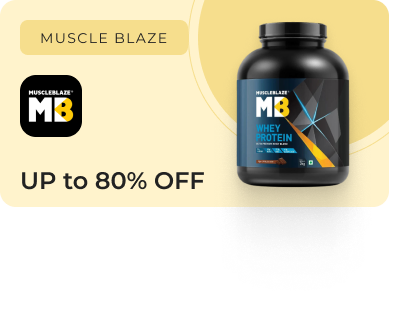 MUSCLE BLAZE
MUSCLEBLAZE
MB
UP to 80% OFF
MUSCLEBLAZE
MB
WHEY
PROTEIN